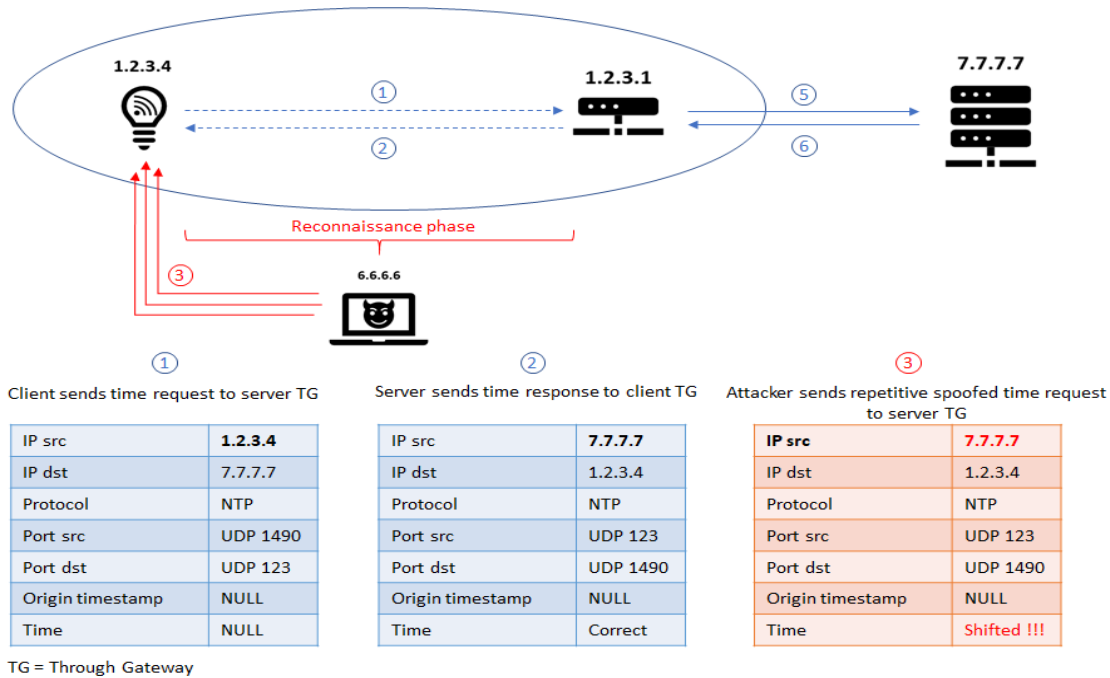 1.2.3.4
1.2.3.1
7.7.7.7
1
2
5
6
Reconnaissance phase
3
6.6.6.6
1
Client sends time request to server TG
IP src 1.2.3.4
IP dst 7.7.7.7
Protocol NTP
Port src UDP 1490
Port dst UDP 123
Origin timestamp NULL
Time NULL
2
Server sends time response to client TG
IP src 7.7.7.7
IP dst 1.2.3.4
Protocol NTP
Port src UDP 123
Port dst UDP 1490
Origin timestamp NULL
Time Correct
3
Attacker sends repetitive spoofed time request
to server TG
IP src 7.7.7.7
IP dst 1.2.3.4
Protocol NTP
Port src UDP 123
Port dst UDP 1490
Origin timestamp NULL
Time Shifted !!!
TG = Through Gateway